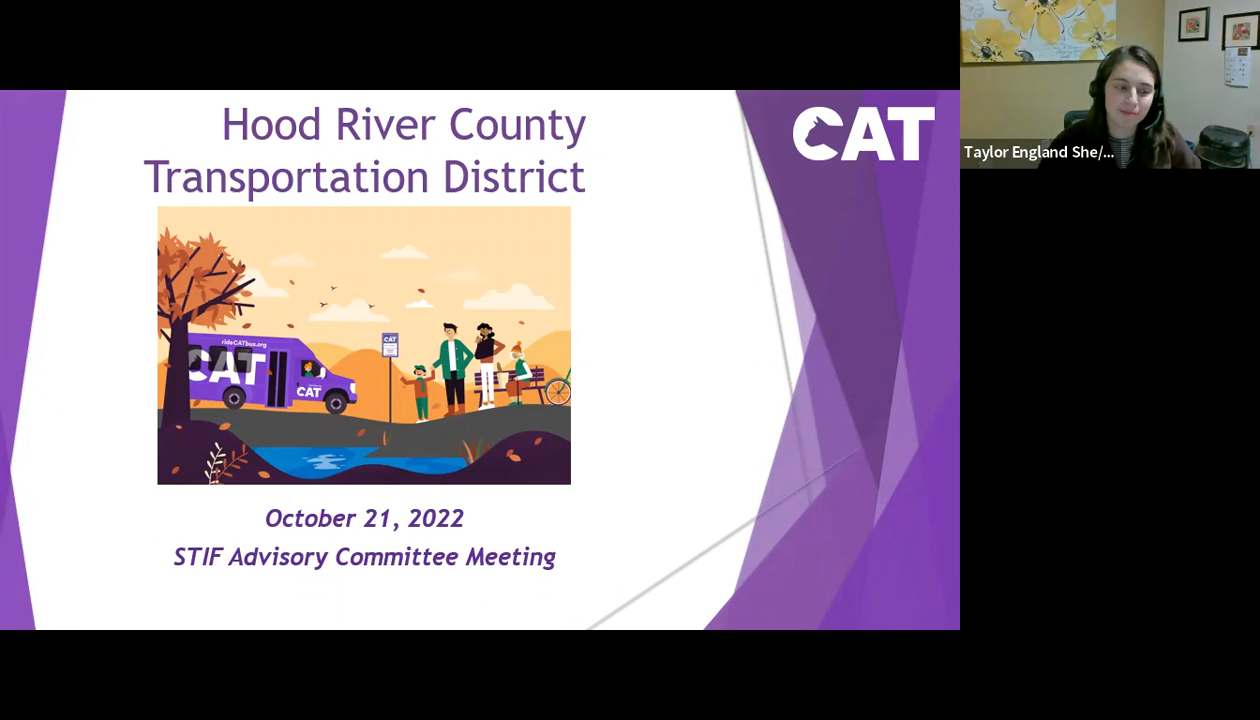 Hood River County
Transportation District
CAT
rideCATbus.org
CAT
CAT
CAT
October 21, 2022
STIF Advisory Committee Meeting
Taylor England She/...